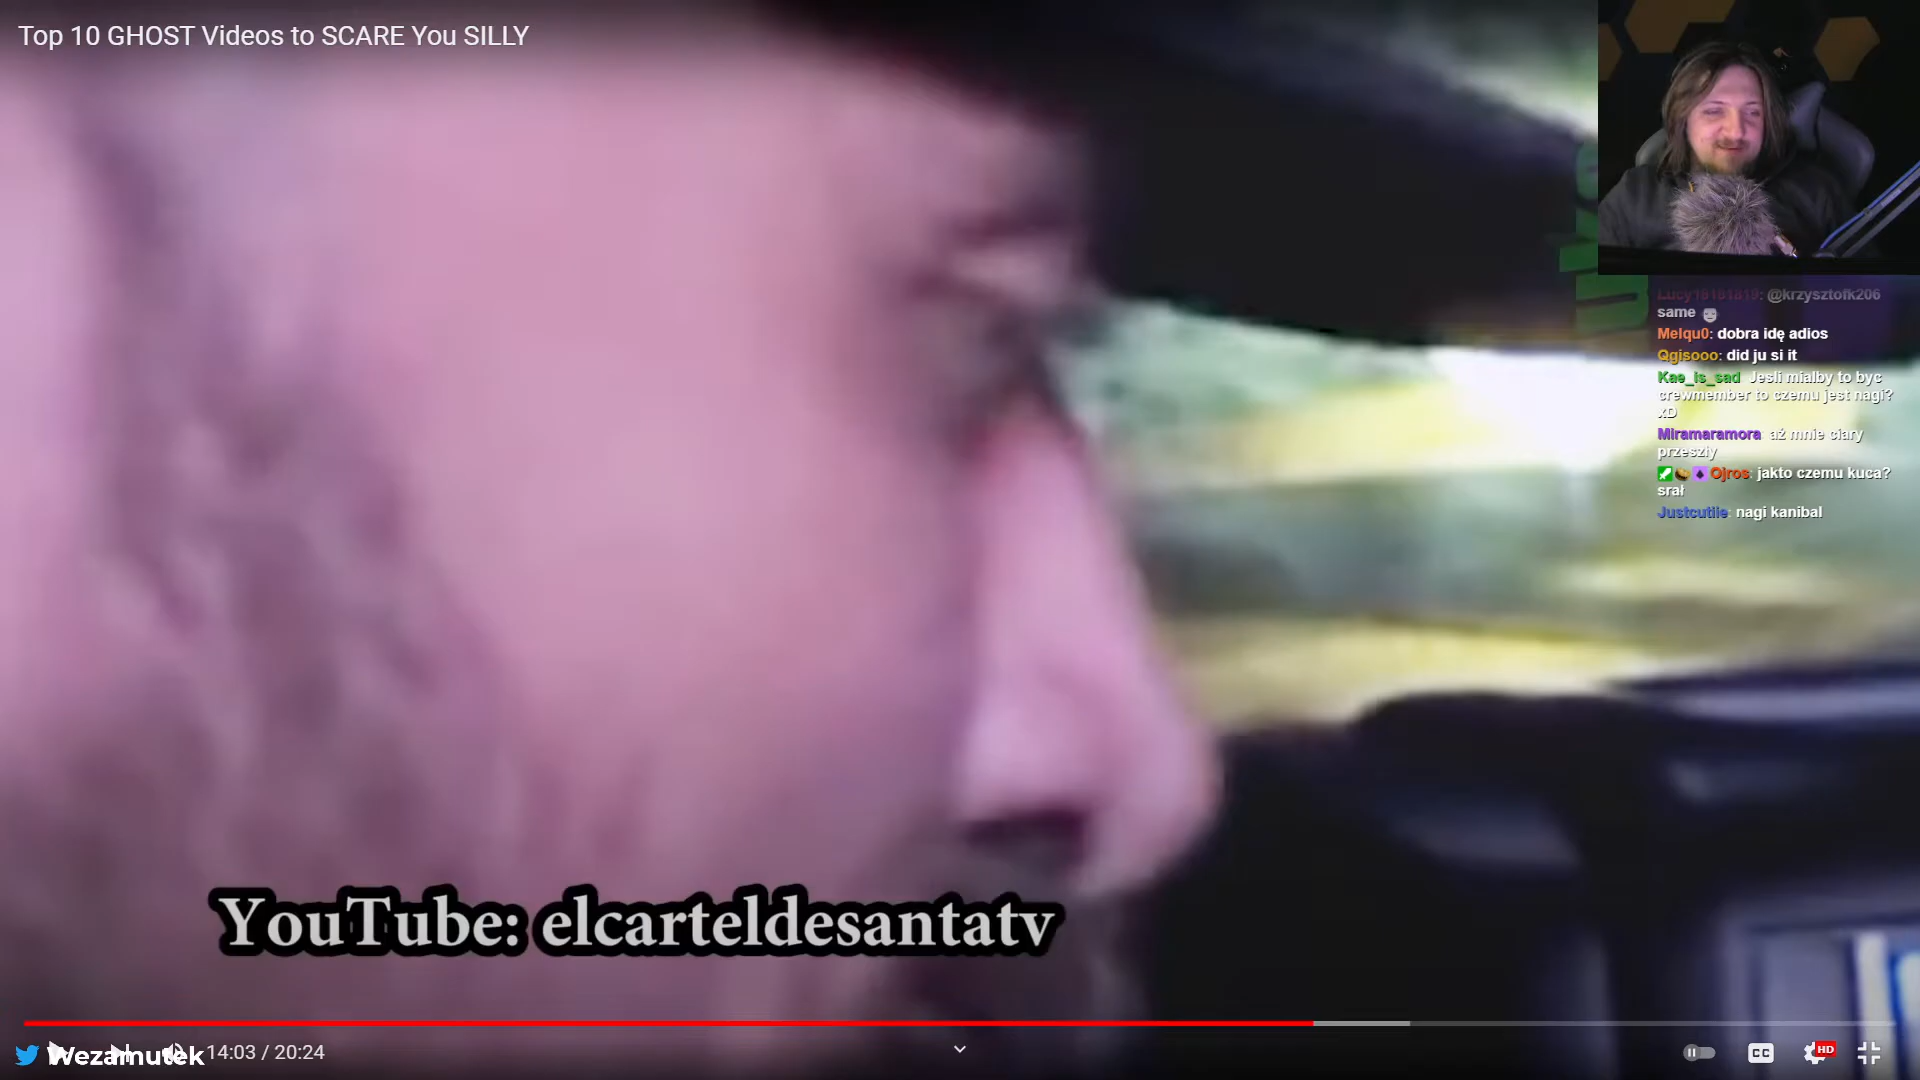 Top 10 GHOST Videos to SCARE You SILLY
Lucy18181819: @krzysztofk206
same
Melqu0: dobra idę adios
Qgisooo: did ju si it
Kae_is_sad Jesli mialby to byc
crewmember to czemu jest nagi?
xD
Miramaramora aż mnie ciary
przeszły
Ojros: jakto czemu kuca?
srał
Justcutiie: nagi kanibal
YouTube: elcarteldesantatv
Wezamutek
14:03 / 20:24
CC
HD